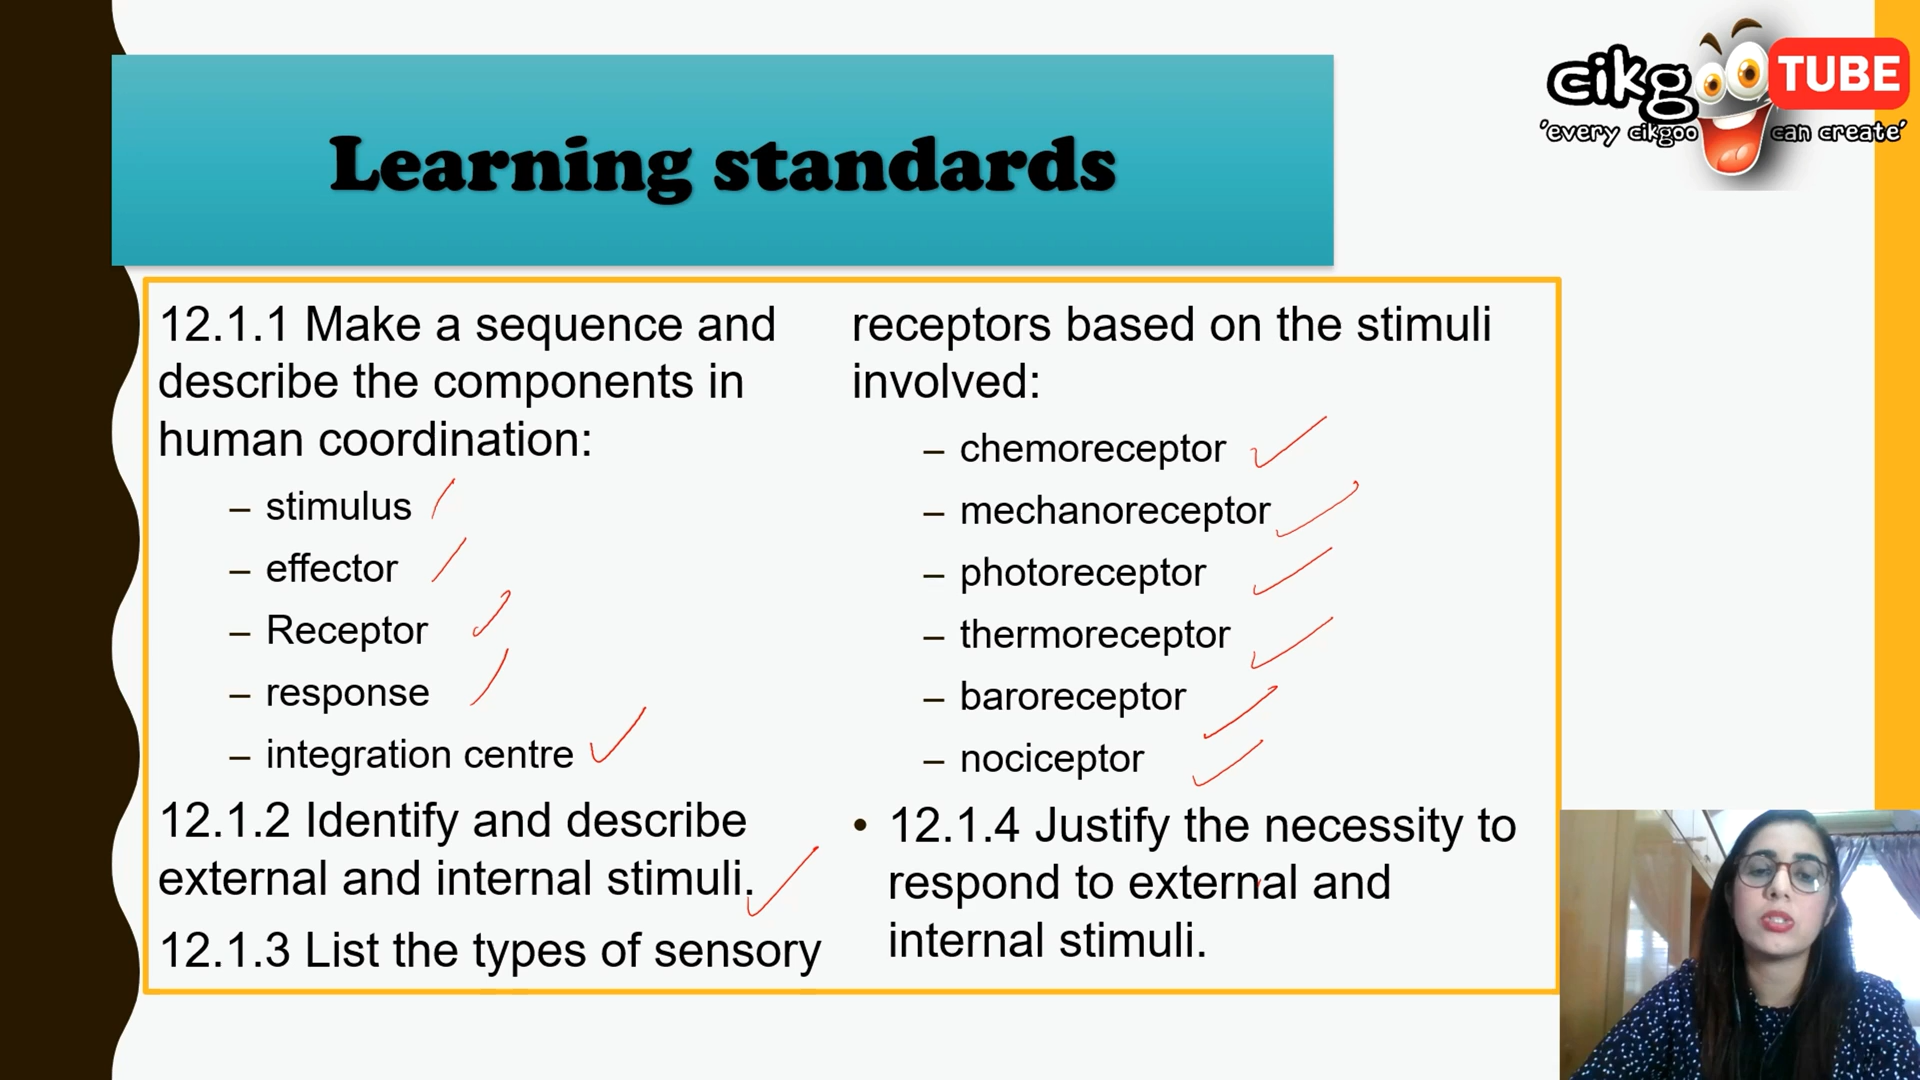 cikgoo TUBE
'every cikgoo can create'
Learning standards
12.1.1 Make a sequence and
describe the components in
human coordination:
– stimulus
– effector
– Receptor
– response
– integration centre
12.1.2 Identify and describe
external and internal stimuli.
12.1.3 List the types of sensory
receptors based on the stimuli
involved:
– chemoreceptor
– mechanoreceptor
– photoreceptor
– thermoreceptor
– baroreceptor
– nociceptor
• 12.1.4 Justify the necessity to
respond to external and
internal stimuli.